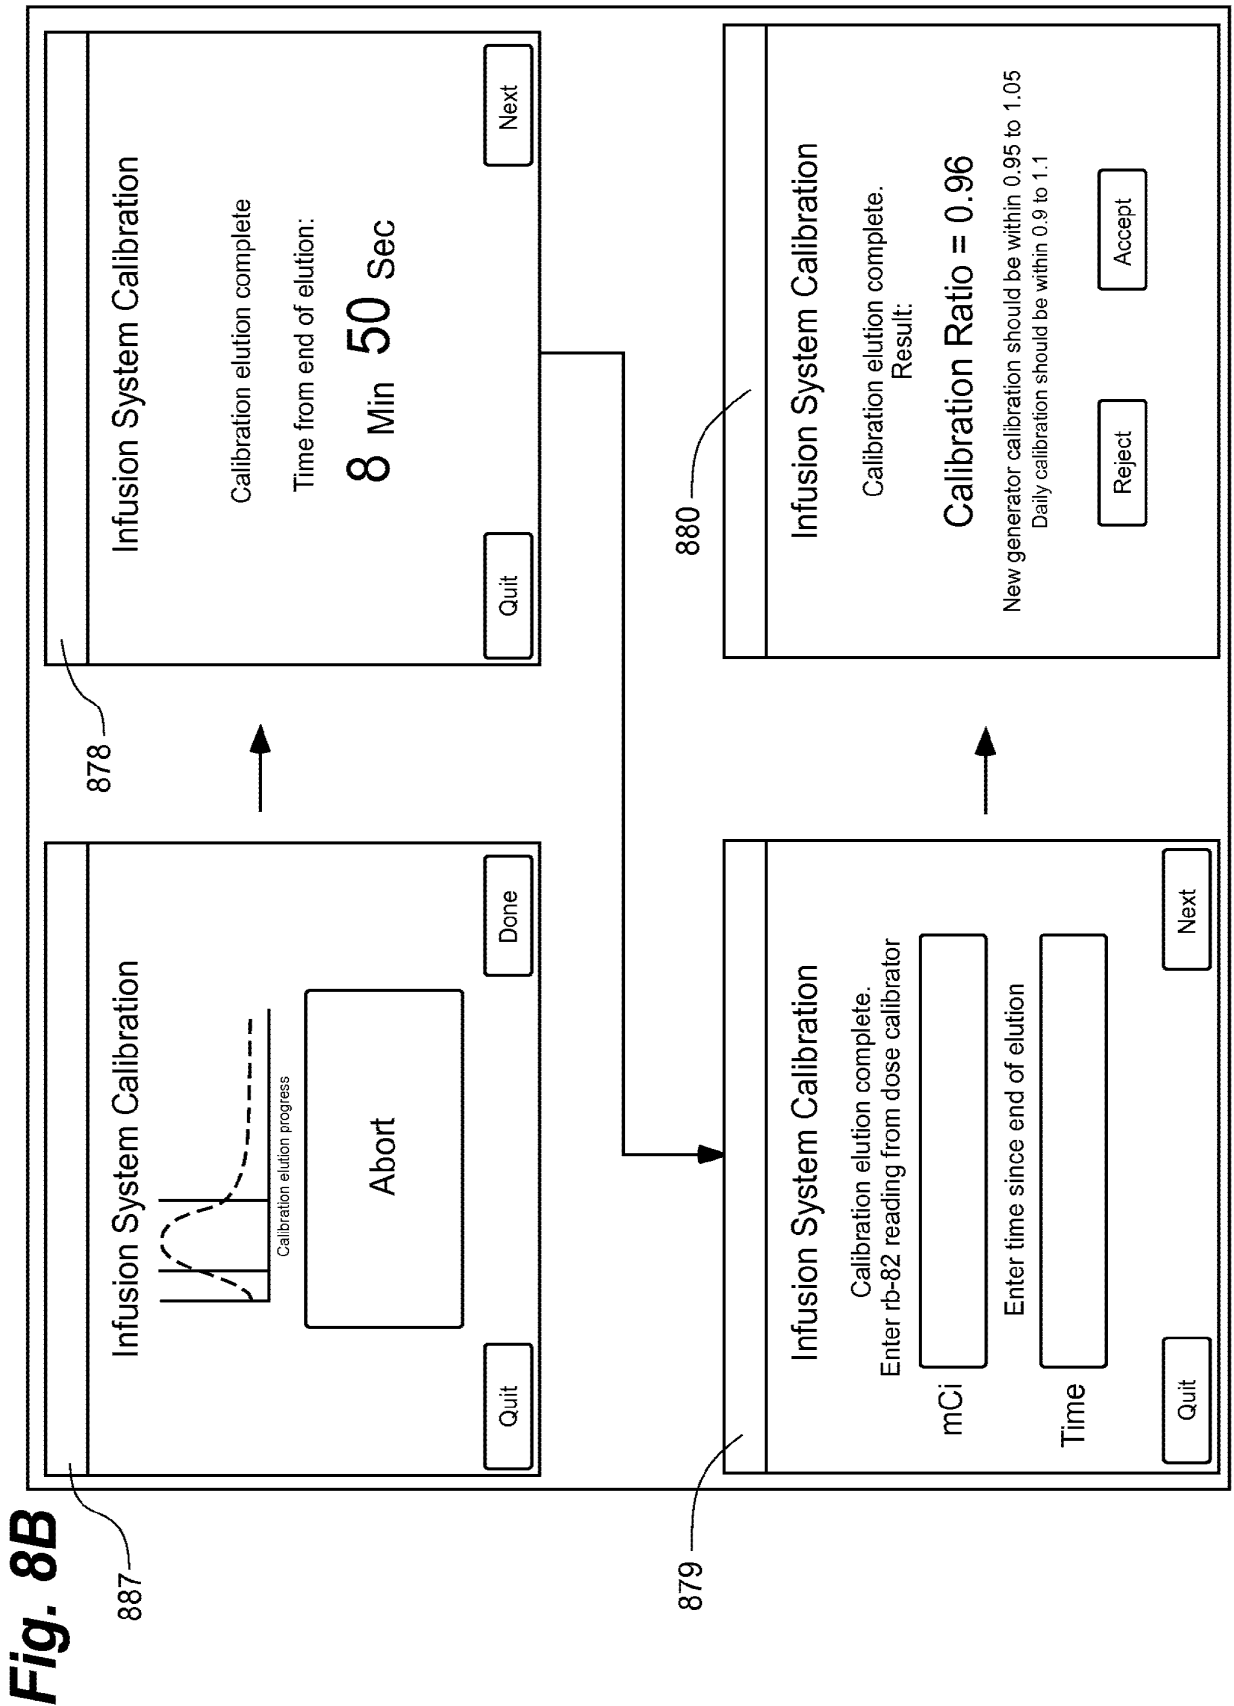 Fig. 8B
887
Infusion System Calibration
Calibration elution progress
Abort
Quit
Done
878
Infusion System Calibration
Calibration elution complete
Time from end of elution:
8 Min 50 Sec
Quit
Next
879
Infusion System Calibration
Calibration elution complete.
Enter rb-82 reading from dose calibrator
mCi
Enter time since end of elution
Time
Quit
Next
880
Infusion System Calibration
Calibration elution complete.
Result:
Calibration Ratio = 0.96
New generator calibration should be within 0.95 to 1.05
Daily calibration should be within 0.9 to 1.1
Reject
Accept